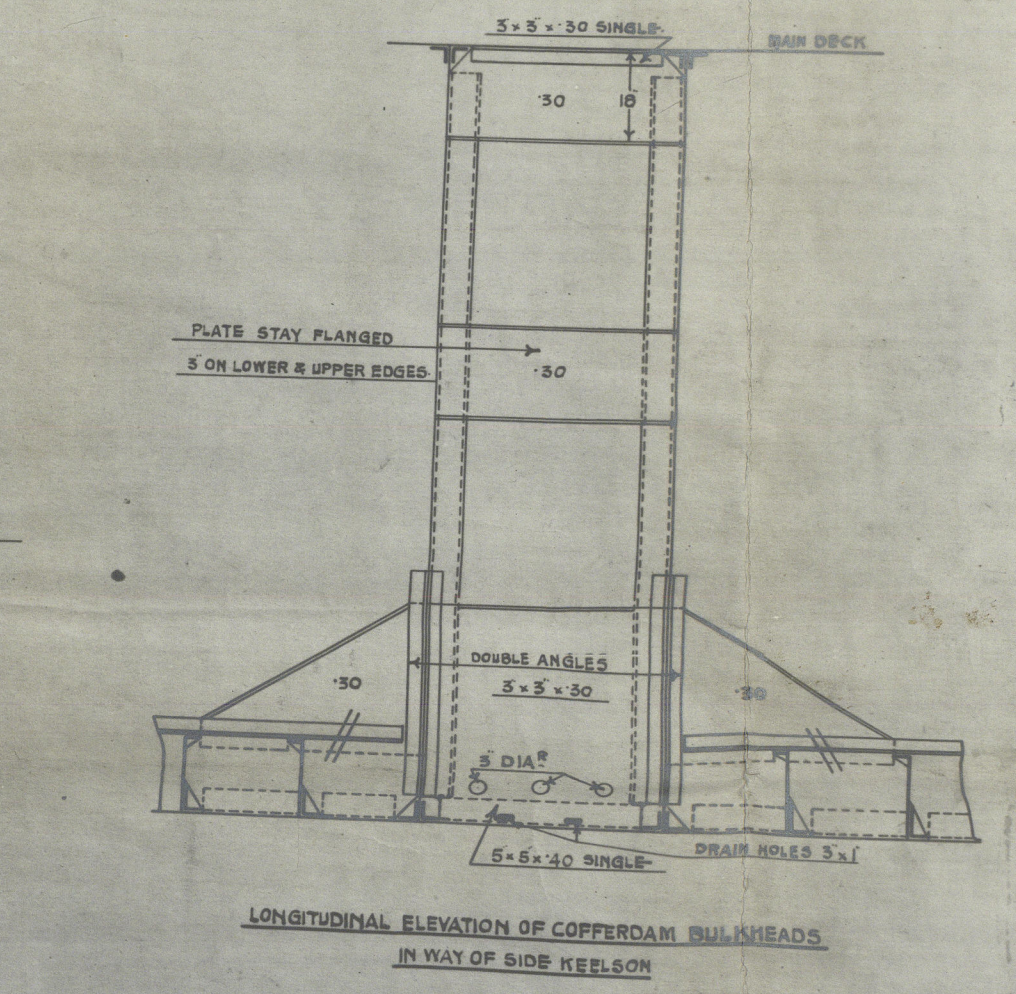 3" × 3" × ·30 SINGLE
MAIN DECK
·30
18"
PLATE STAY FLANGED
3" ON LOWER & UPPER EDGES
·30
DOUBLE ANGLES
3" × 3" × ·30
·30
·30
3" DIAR
5" × 5" × ·40 SINGLE
DRAIN HOLES 3" × 1"
LONGITUDINAL ELEVATION OF COFFERDAM BULKHEADS
IN WAY OF SIDE KEELSON